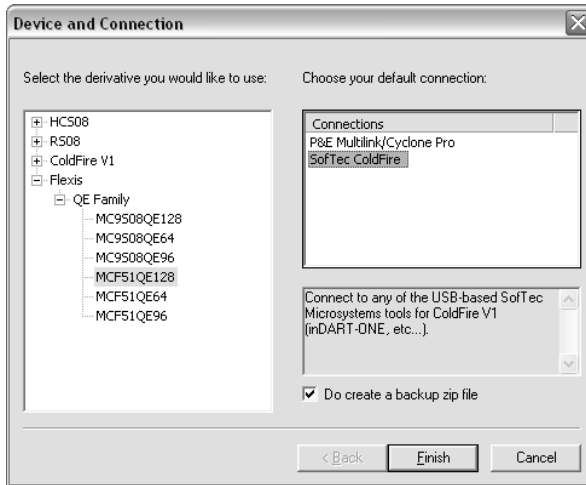 Device and Connection
Select the derivative you would like to use:
HCS08
RS08
ColdFire V1
Flexis
QE Family
MC9S08QE128
MC9S08QE64
MC9S08QE96
MCF51QE128
MCF51QE64
MCF51QE96
Choose your default connection:
Connections
P&E Multilink/Cyclone Pro
SofTec ColdFire
Connect to any of the USB-based SofTec
Microsystems tools for ColdFire V1
(inDART-ONE, etc...).
Do create a backup zip file
< Back
Finish
Cancel